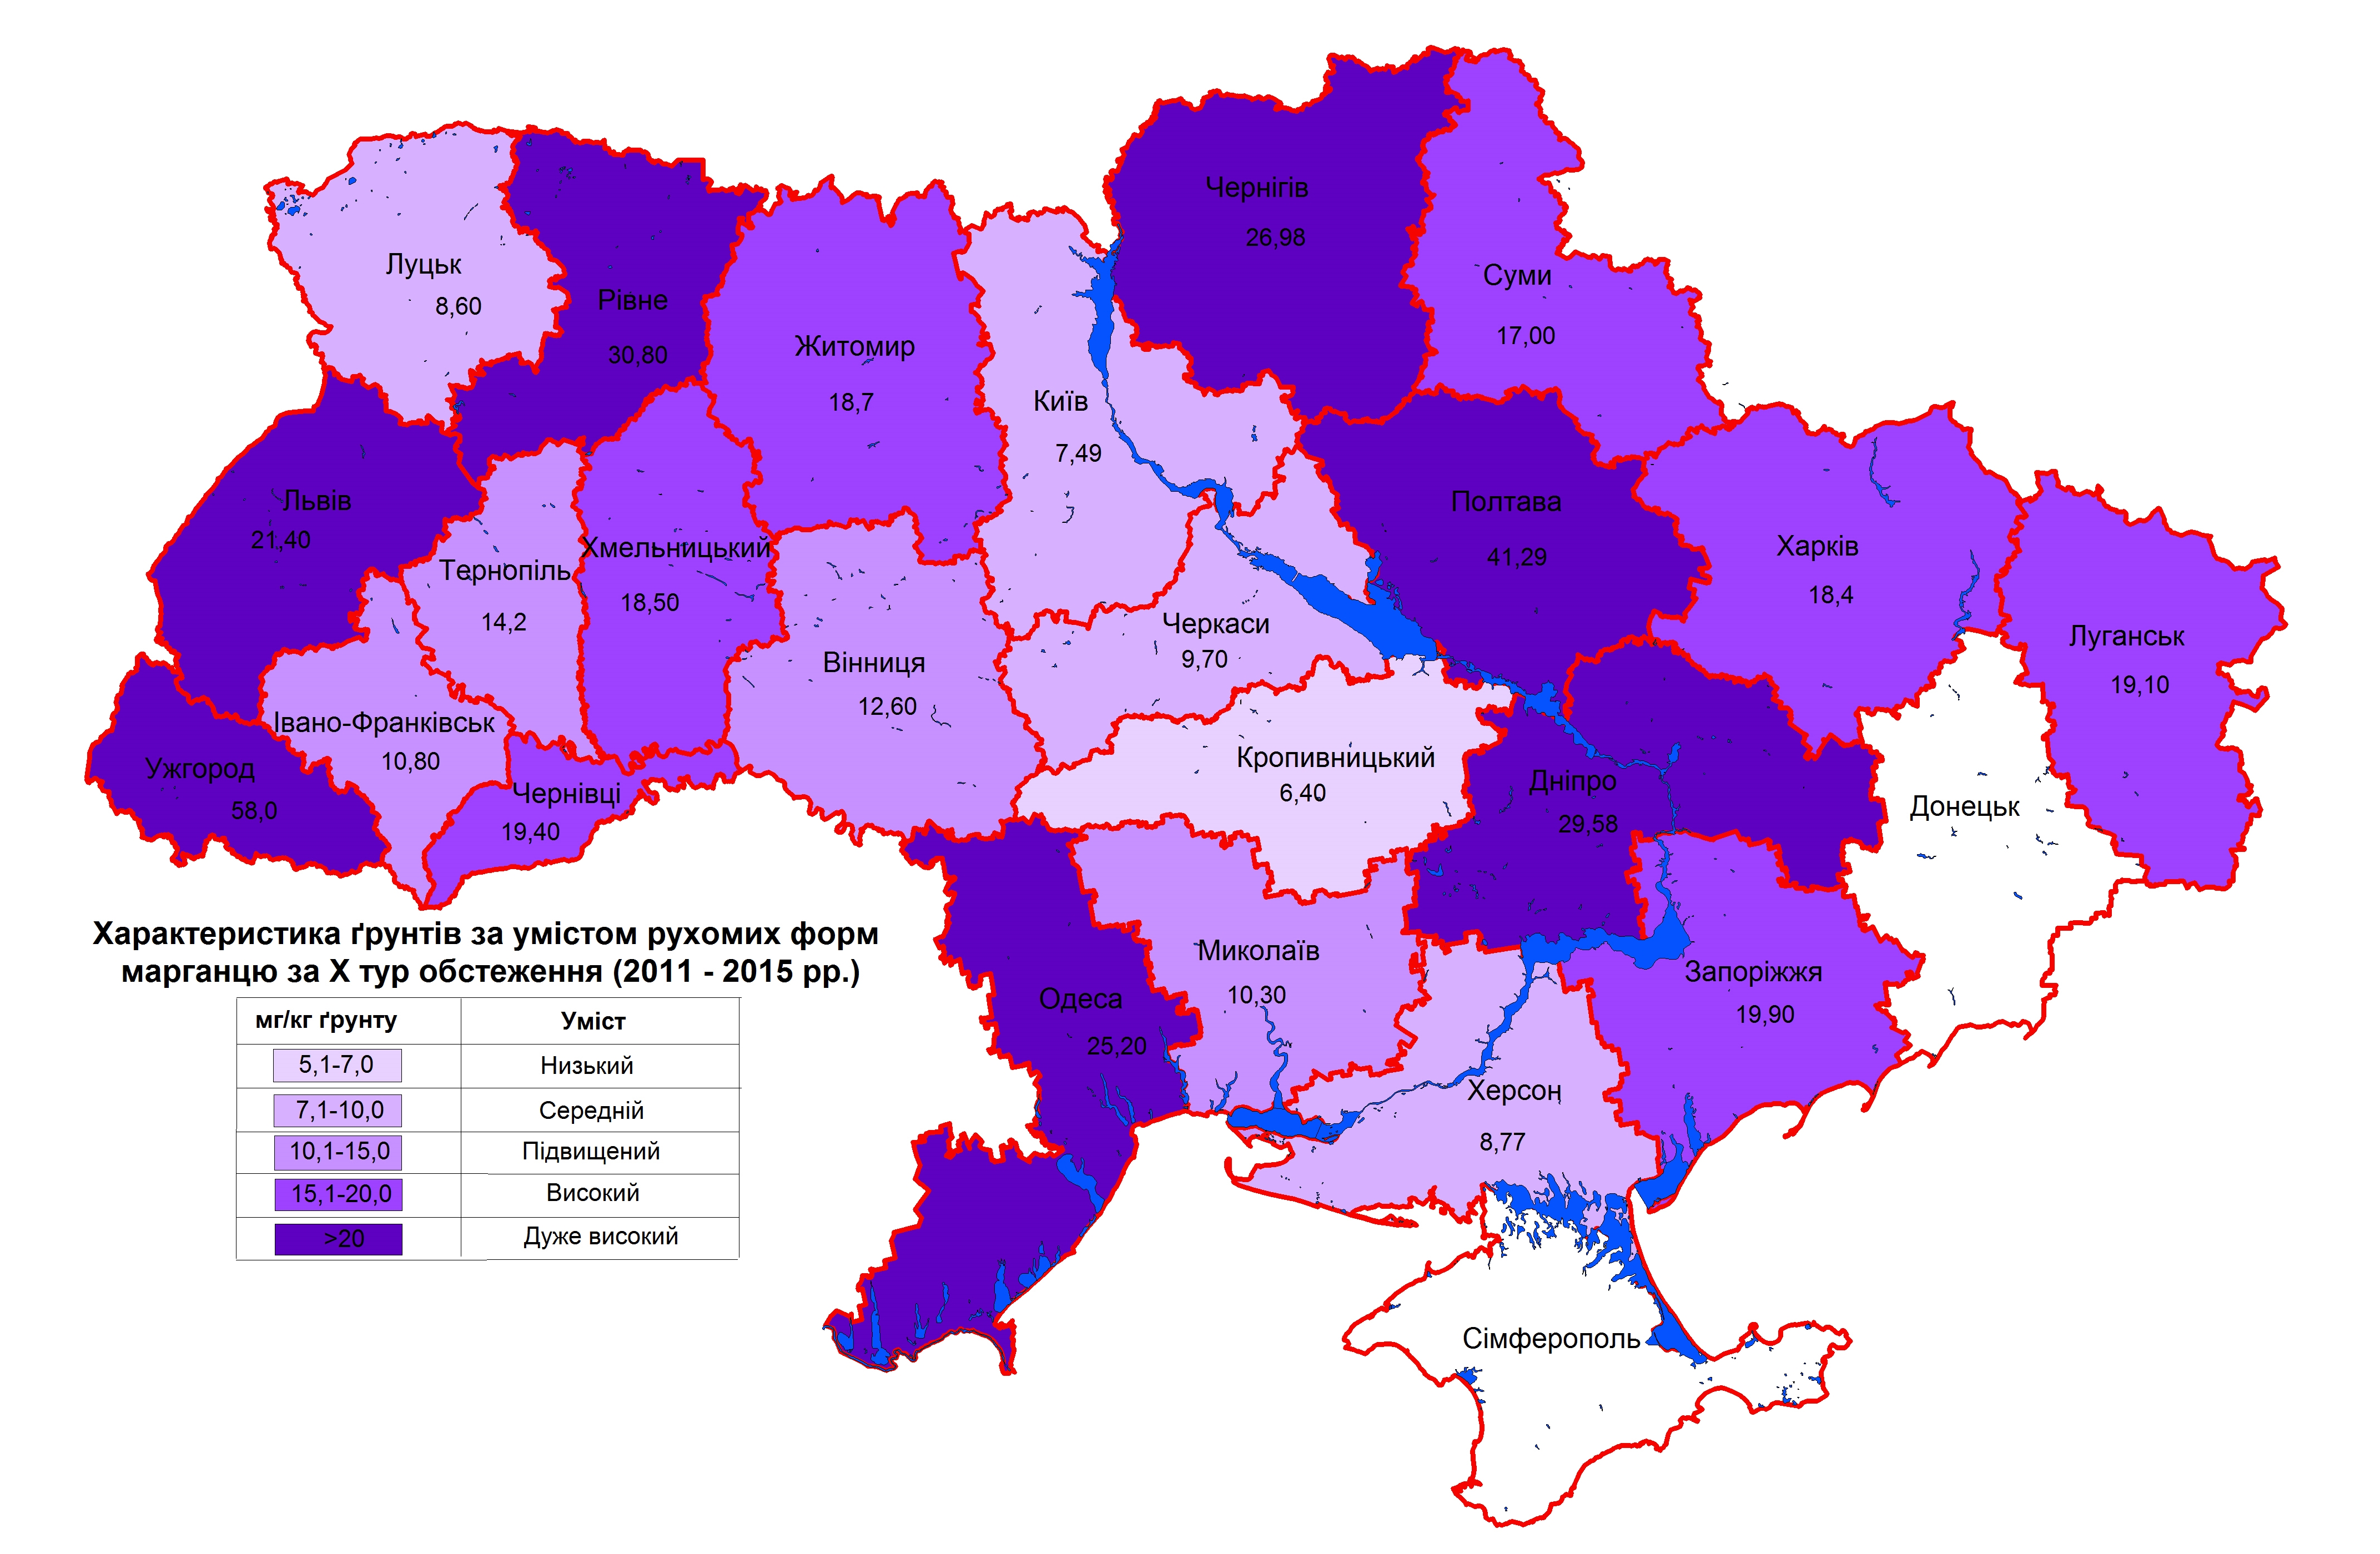 Чернігів
26,98
Суми
17,00
Луцьк
8,60
Рівне
30,80
Житомир
18,7
Київ
7,49
Львів
21,40
Тернопіль
14,2
Хмельницький
18,50
Полтава
41,29
Харків
18,4
Луганськ
19,10
Вінниця
12,60
Черкаси
9,70
Івано-Франківськ
10,80
Ужгород
58,0
Чернівці
19,40
Кропивницький
6,40
Дніпро
29,58
Донецьк
Миколаїв
10,30
Одеса
25,20
Запоріжжя
19,90
Херсон
8,77
Сімферополь
Характеристика ґрунтів за умістом рухомих форм
марганцю за X тур обстеження (2011 - 2015 рр.)
мг/кг ґрунту Уміст
5,1-7,0 Низький
7,1-10,0 Середній
10,1-15,0 Підвищений
15,1-20,0 Високий
>20 Дуже високий